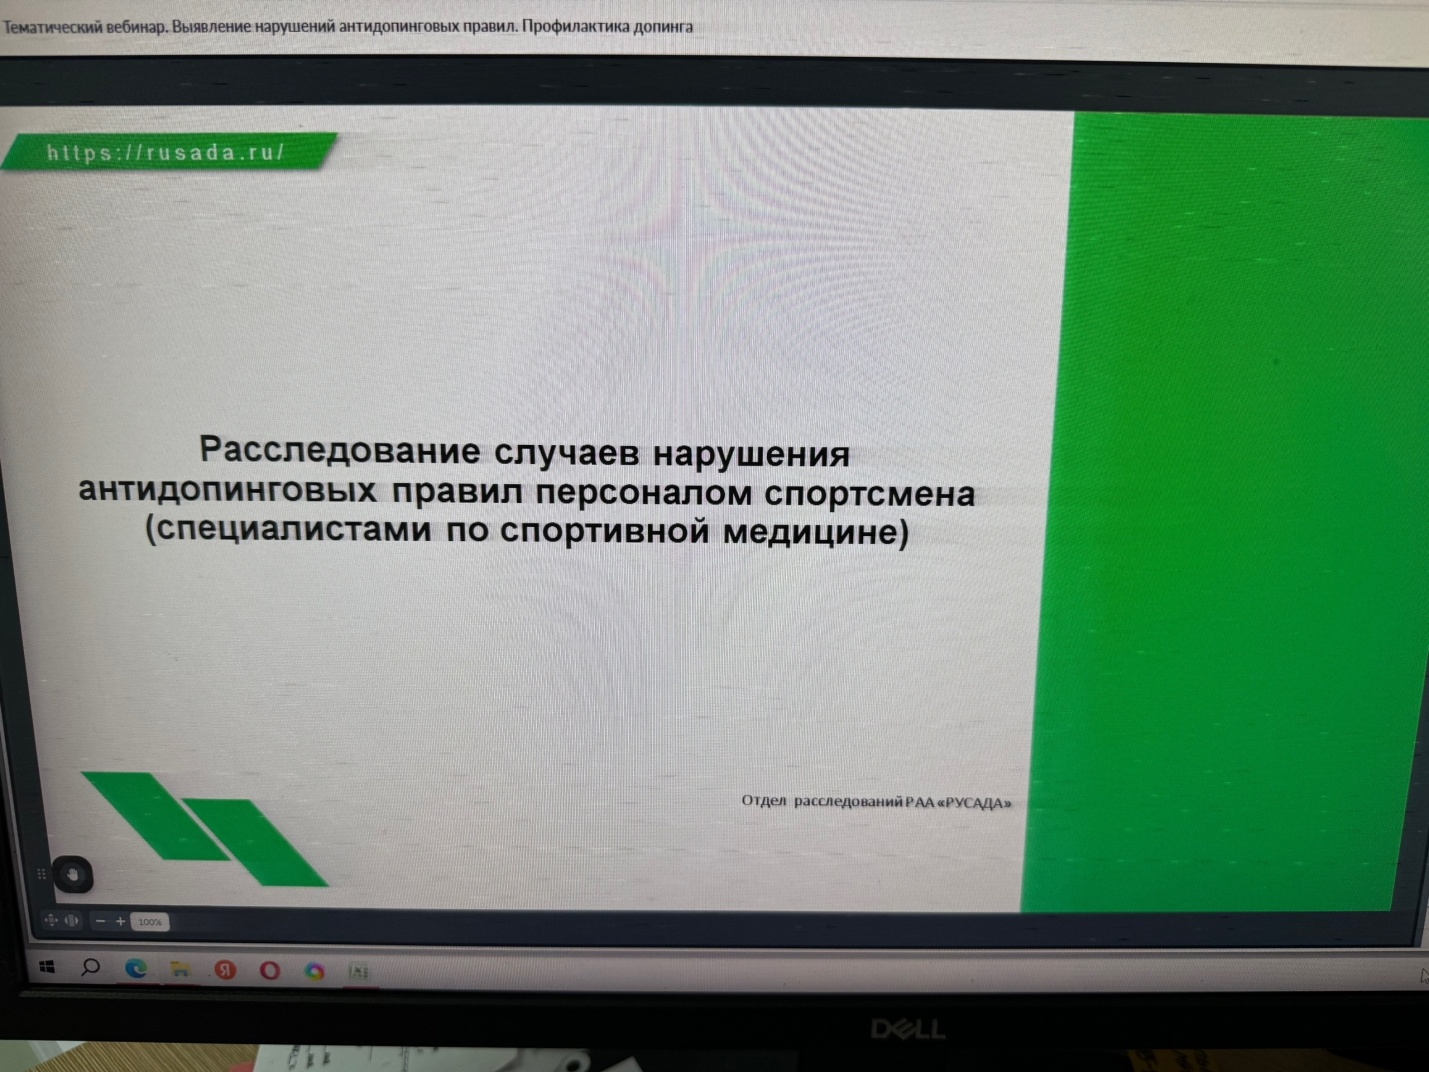 Тематический вебинар. Выявление нарушений антидопинговых правил. Профилактика допинга
https://rusada.ru/
Расследование случаев нарушения
антидопинговых правил персоналом спортсмена
(специалистами по спортивной медицине)
Отдел расследований РАА «РУСАДА»
100%
DELL